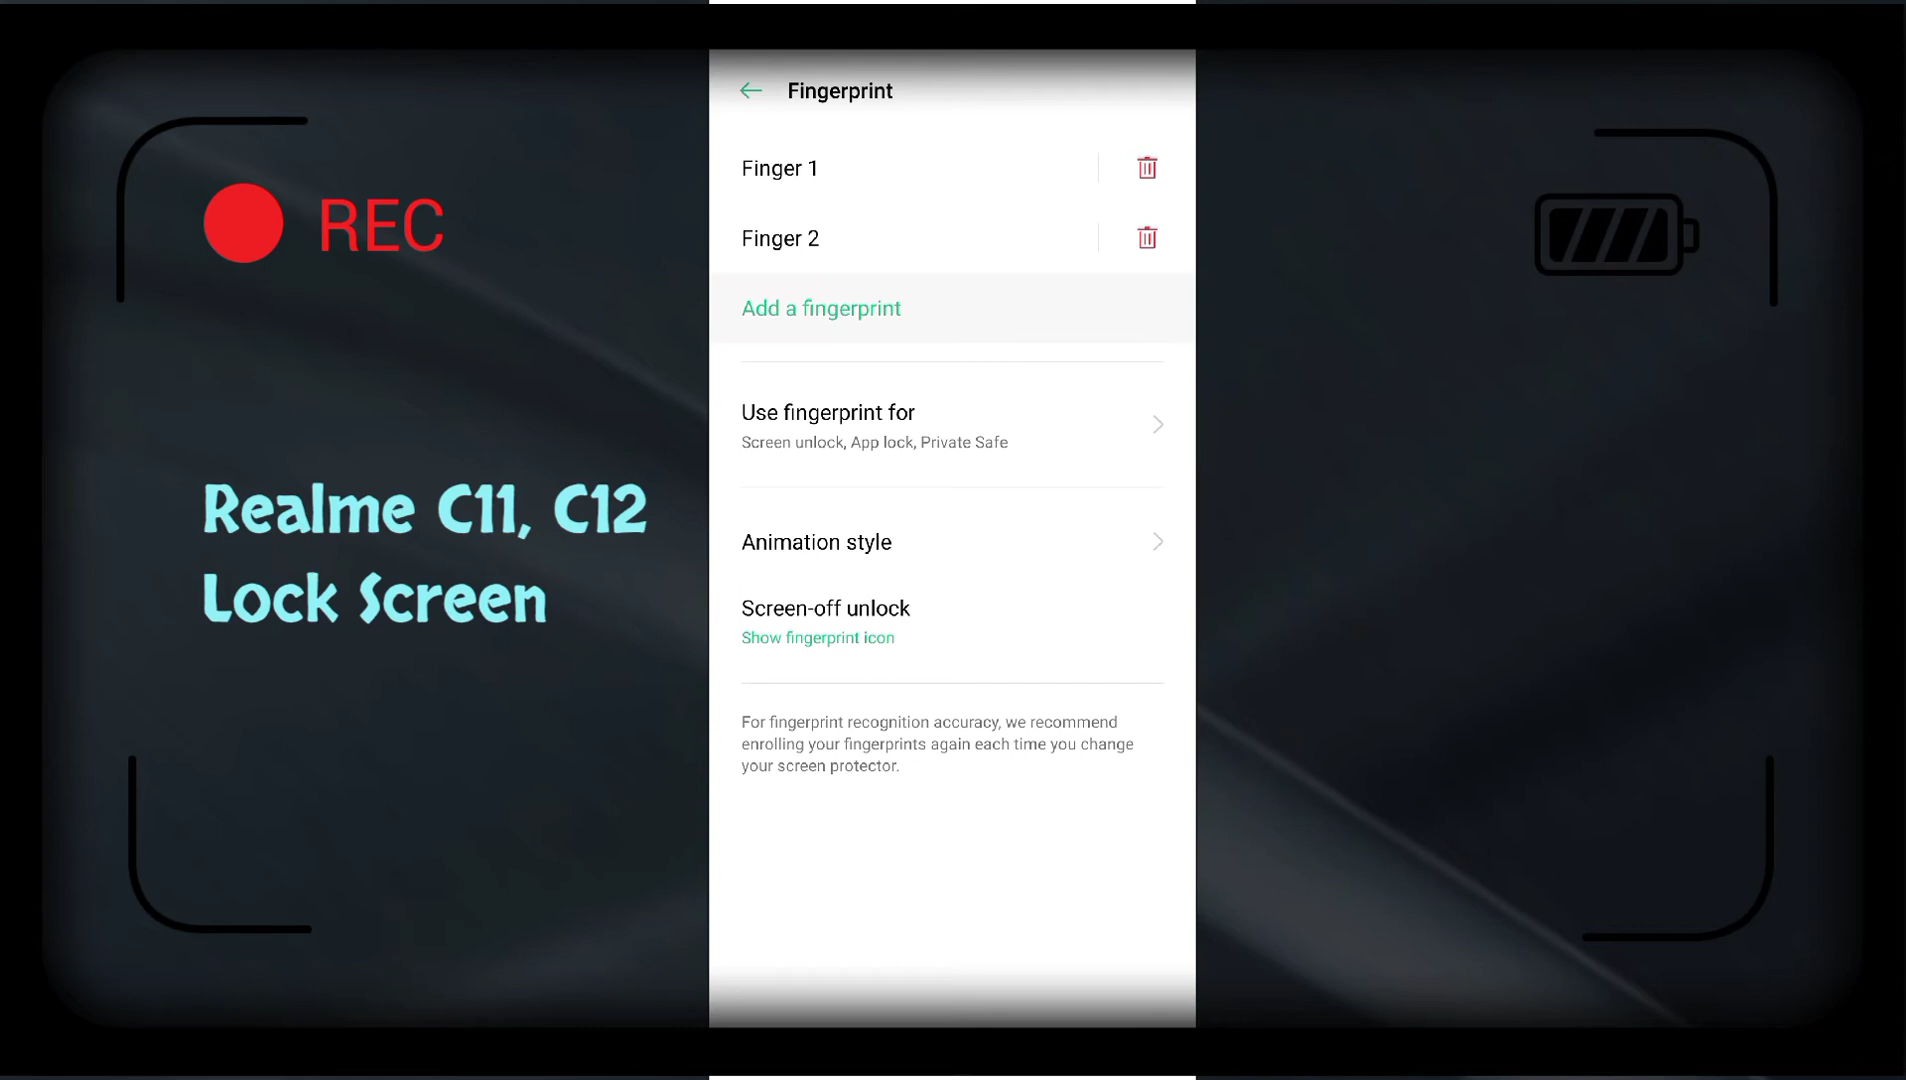 Fingerprint
Finger 1
Finger 2
Add a fingerprint
Use fingerprint for
Screen unlock, App lock, Private Safe
Animation style
Screen-off unlock
Show fingerprint icon
For fingerprint recognition accuracy, we recommend
enrolling your fingerprints again each time you change
your screen protector.
REC
Realme C11, C12
Lock Screen